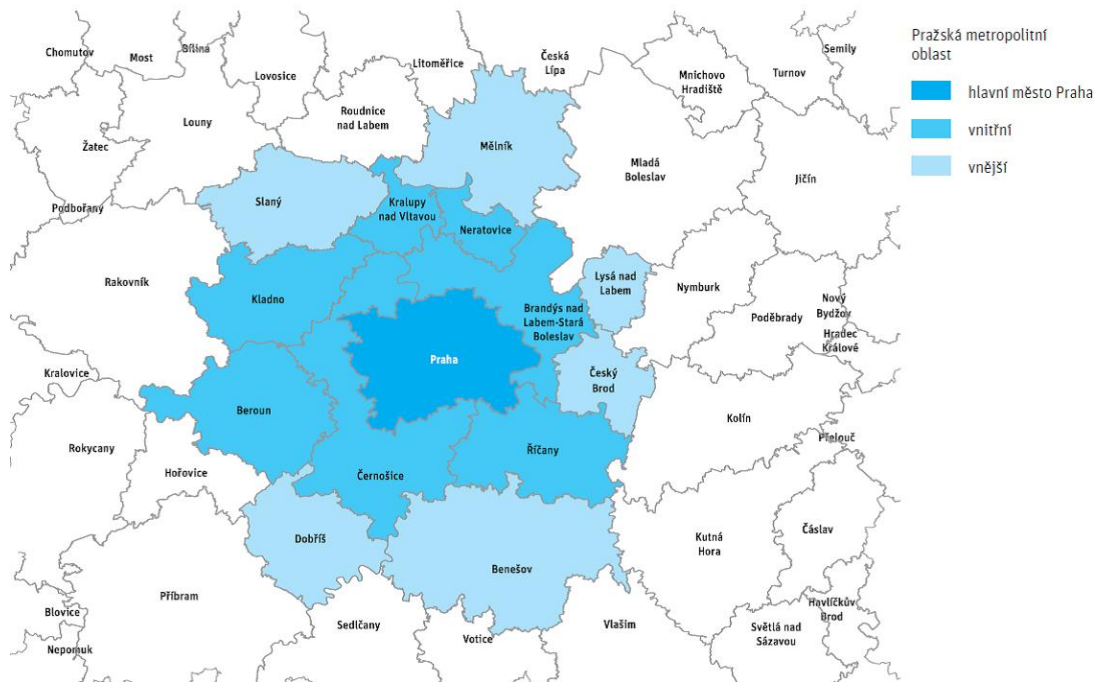 Chomutov
Most
Bílina
Lovosice
Litoměřice
Česká
Lípa
Mnichovo
Hradiště
Turnov
Semily
Pražská metropolitní
oblast
hlavní město Praha
vnitřní
vnější
Žatec
Louny
Roudnice
nad Labem
Mělník
Mladá
Boleslav
Jičín
Podbořany
Slaný
Kralupy
nad Vltavou
Neratovice
Rakovník
Kladno
Brandýs nad
Labem-Stará
Boleslav
Lysá nad
Labem
Nymburk
Poděbrady
Nový
Bydžov
Hradec
Králové
Kralovice
Praha
Český
Brod
Beroun
Kolín
Rokycany
Hořovice
Černošice
Říčany
Přelouč
Dobříš
Benešov
Kutná
Hora
Čáslav
Příbram
Blovice
Nepomuk
Sedlčany
Votice
Vlašim
Světlá nad
Sázavou
Havlíčkův
Brod